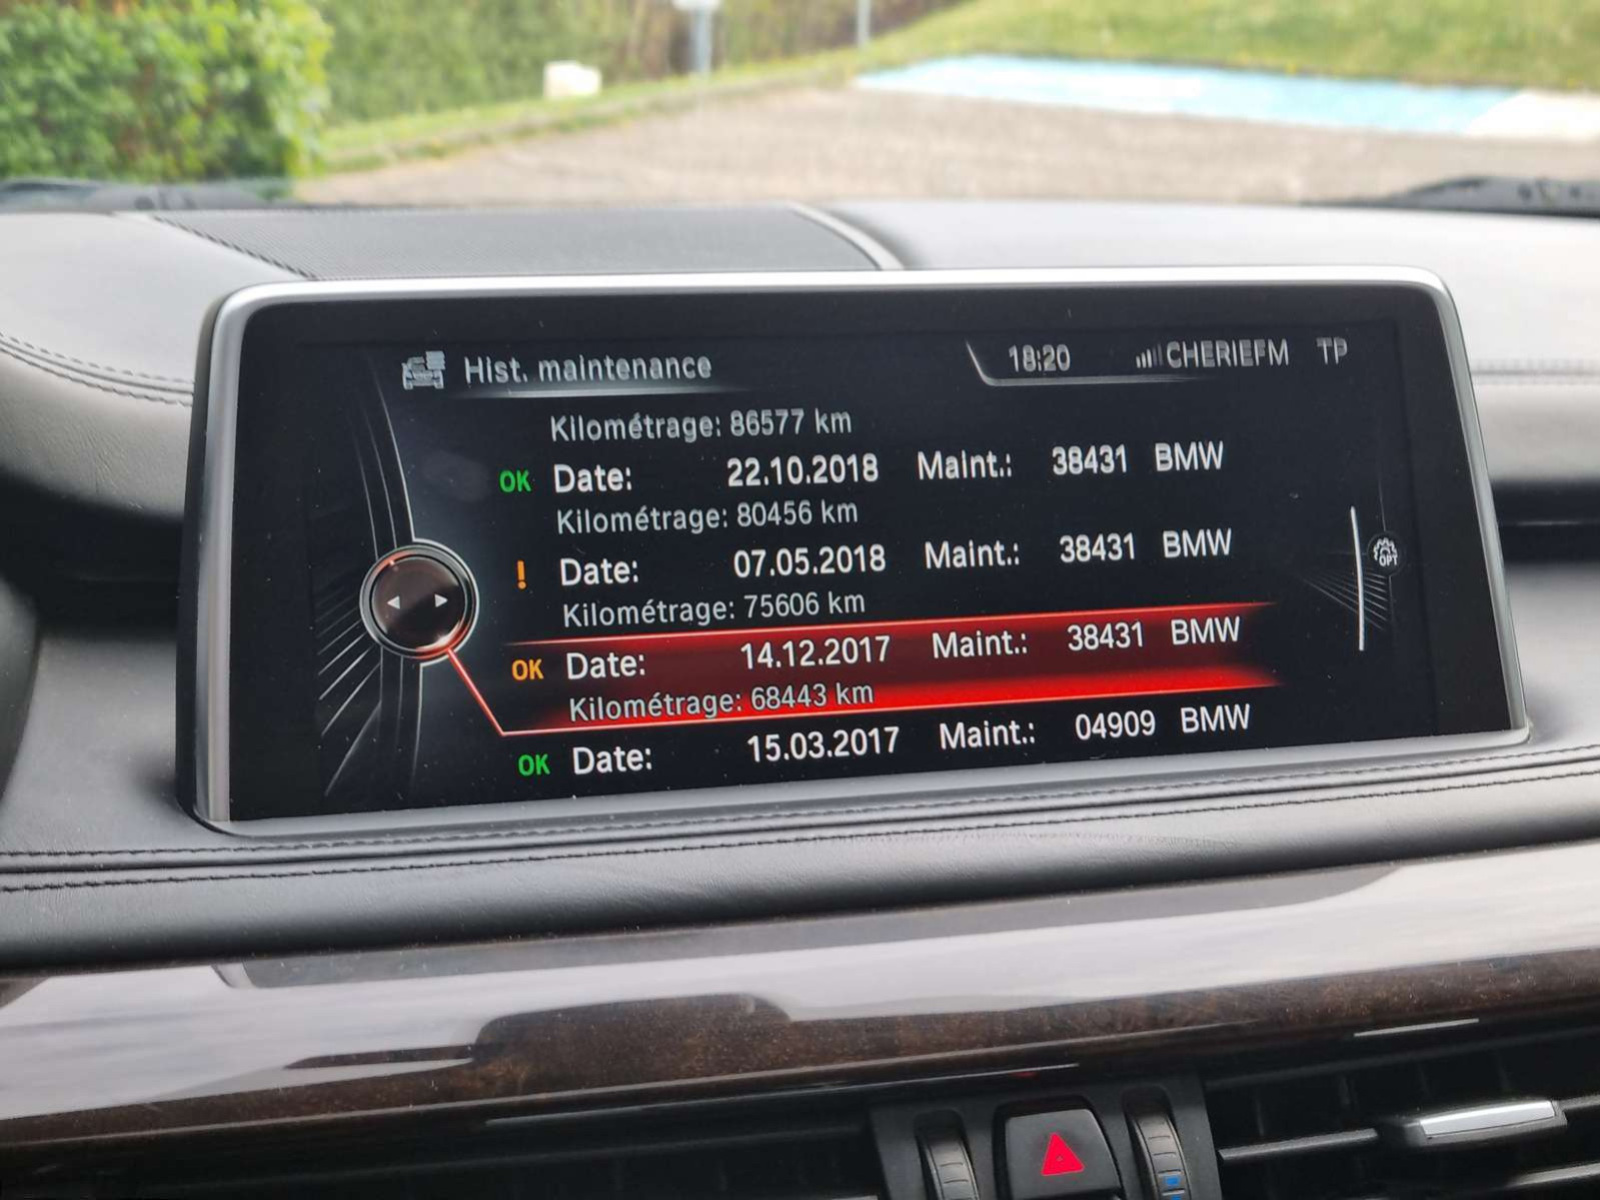 Hist. maintenance 18:20 CHERIEFM TP
Kilométrage: 86577 km
OK Date: 22.10.2018 Maint.: 38431 BMW
Kilométrage: 80456 km
! Date: 07.05.2018 Maint.: 38431 BMW
OPT
Kilométrage: 75606 km
OK Date: 14.12.2017 Maint.: 38431 BMW
Kilométrage: 68443 km
OK Date: 15.03.2017 Maint.: 04909 BMW